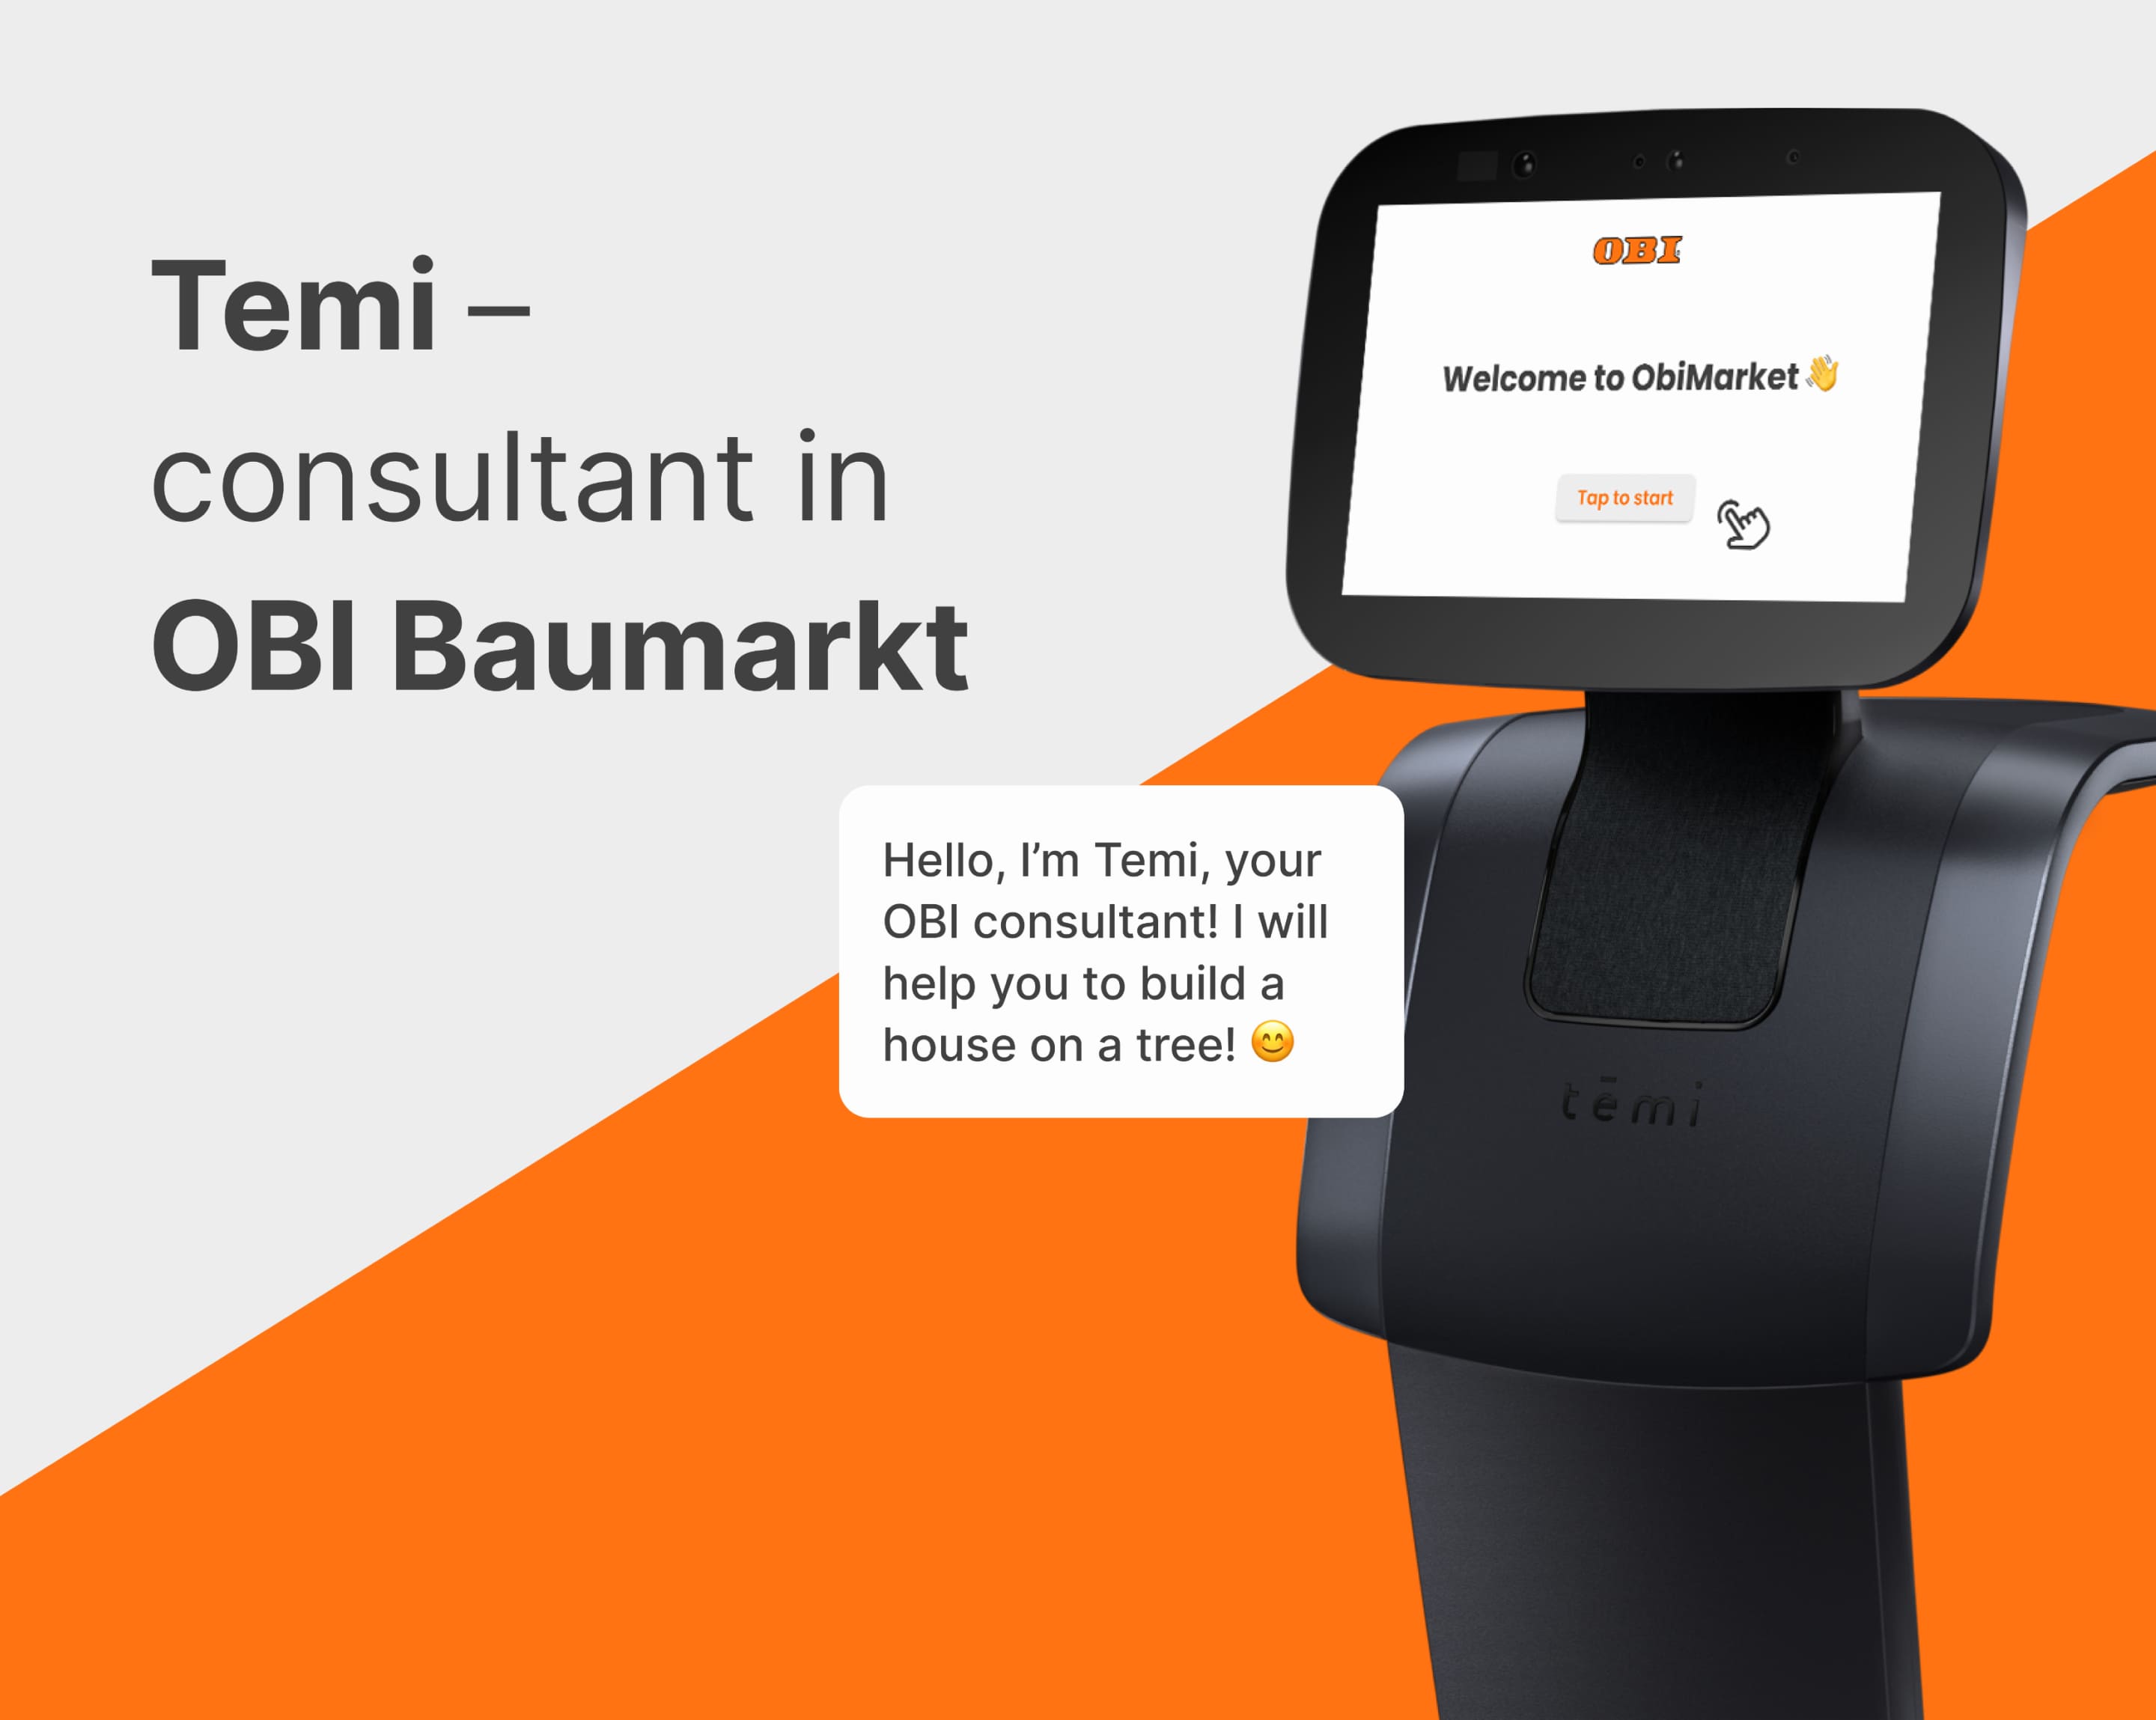 Temi –
consultant in
OBI Baumarkt
OBI
Welcome to ObiMarket 👋
Tap to start
Hello, I’m Temi, your
OBI consultant! I will
help you to build a
house on a tree! 😊
tēmi